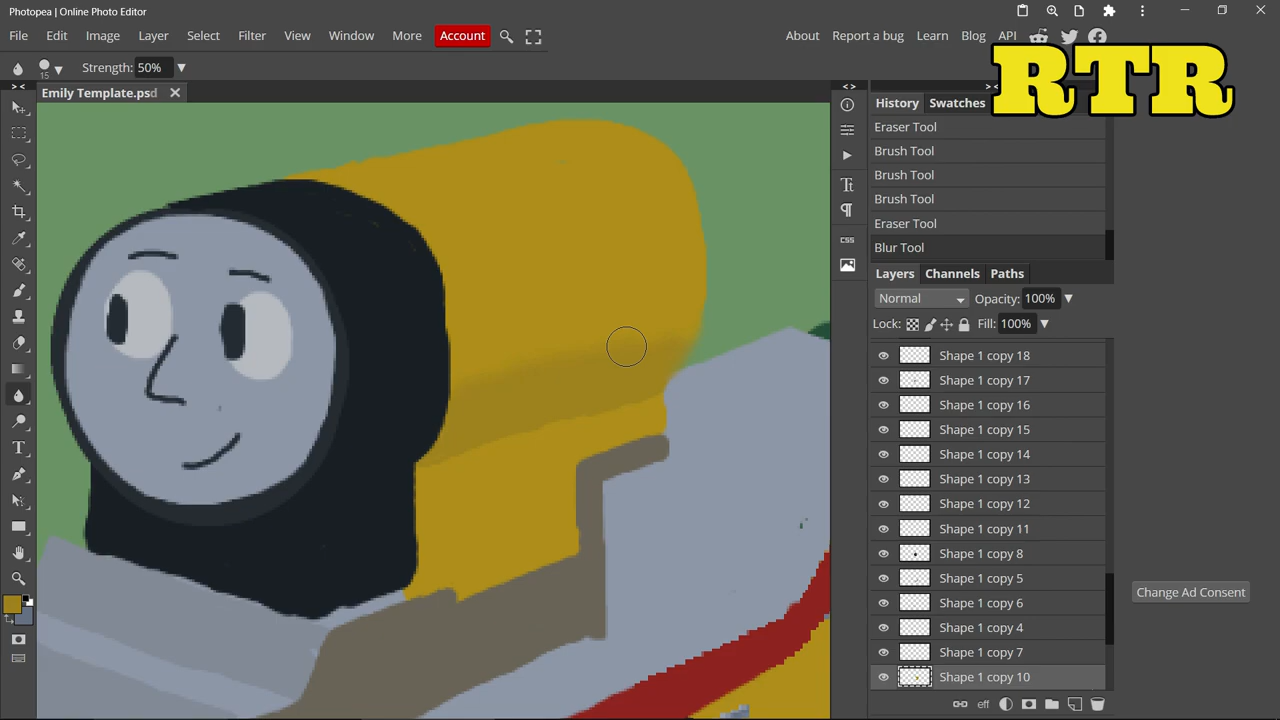 Photopea | Online Photo Editor
File Edit Image Layer Select Filter View Window More Account About Report a bug Learn Blog API
RTR
15 Strength: 50%
Emily Template.psd
History Swatches
Eraser Tool
Brush Tool
Brush Tool
Brush Tool
Eraser Tool
Blur Tool
Layers Channels Paths
Normal Opacity: 100%
Lock: Fill: 100%
CSS
Shape 1 copy 18
Shape 1 copy 17
Shape 1 copy 16
Shape 1 copy 15
Shape 1 copy 14
Shape 1 copy 13
Shape 1 copy 12
Shape 1 copy 11
Shape 1 copy 8
Shape 1 copy 5
Shape 1 copy 6
Shape 1 copy 4
Shape 1 copy 7
Shape 1 copy 10
Change Ad Consent
eff